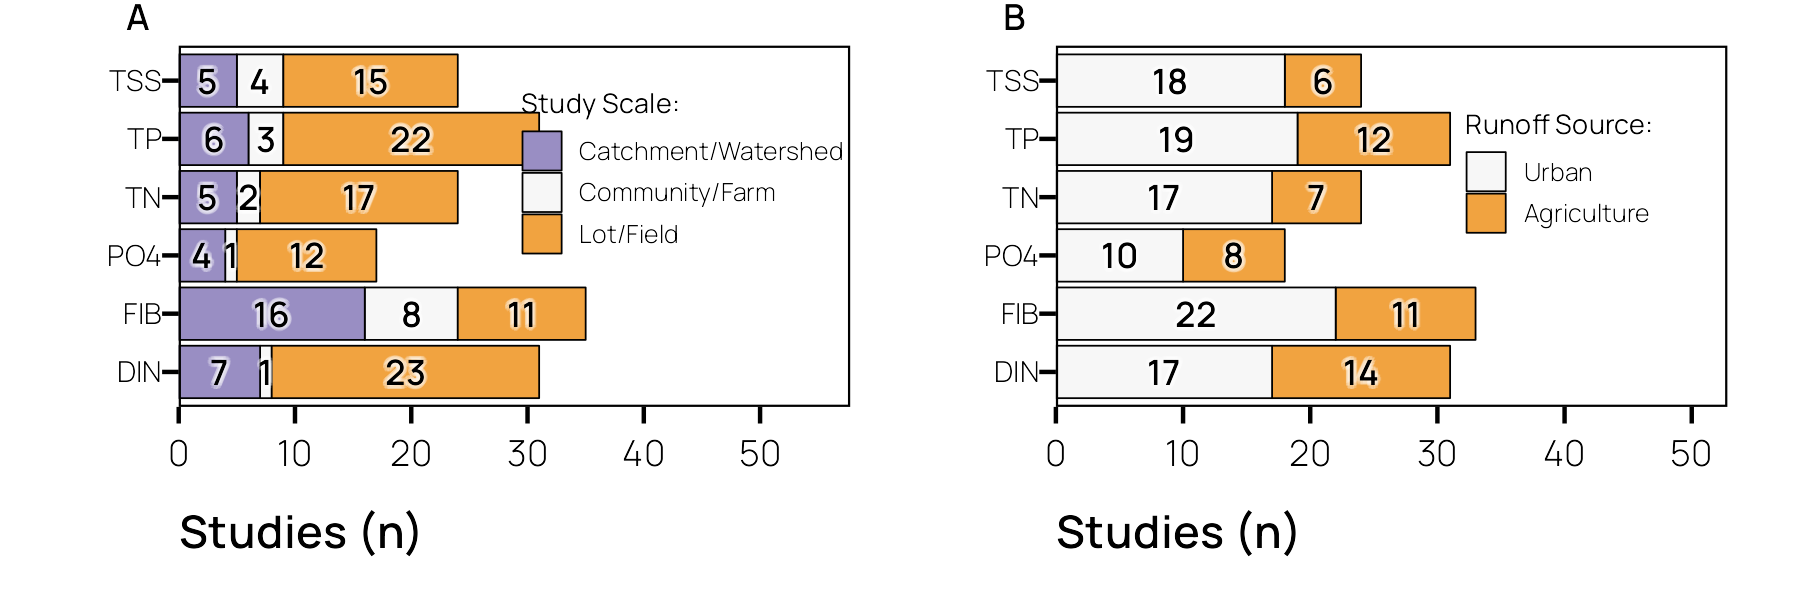 A
TSS 5 4 15
Study Scale:
TP 6 3 22
Catchment/Watershed
TN 5 2 17
Community/Farm
Lot/Field
PO4 4 1 12
FIB 16 8 11
DIN 7 1 23
0 10 20 30 40 50
Studies (n)
B
TSS 18 6
Runoff Source:
TP 19 12
Urban
TN 17 7
Agriculture
PO4 10 8
FIB 22 11
DIN 17 14
0 10 20 30 40 50
Studies (n)